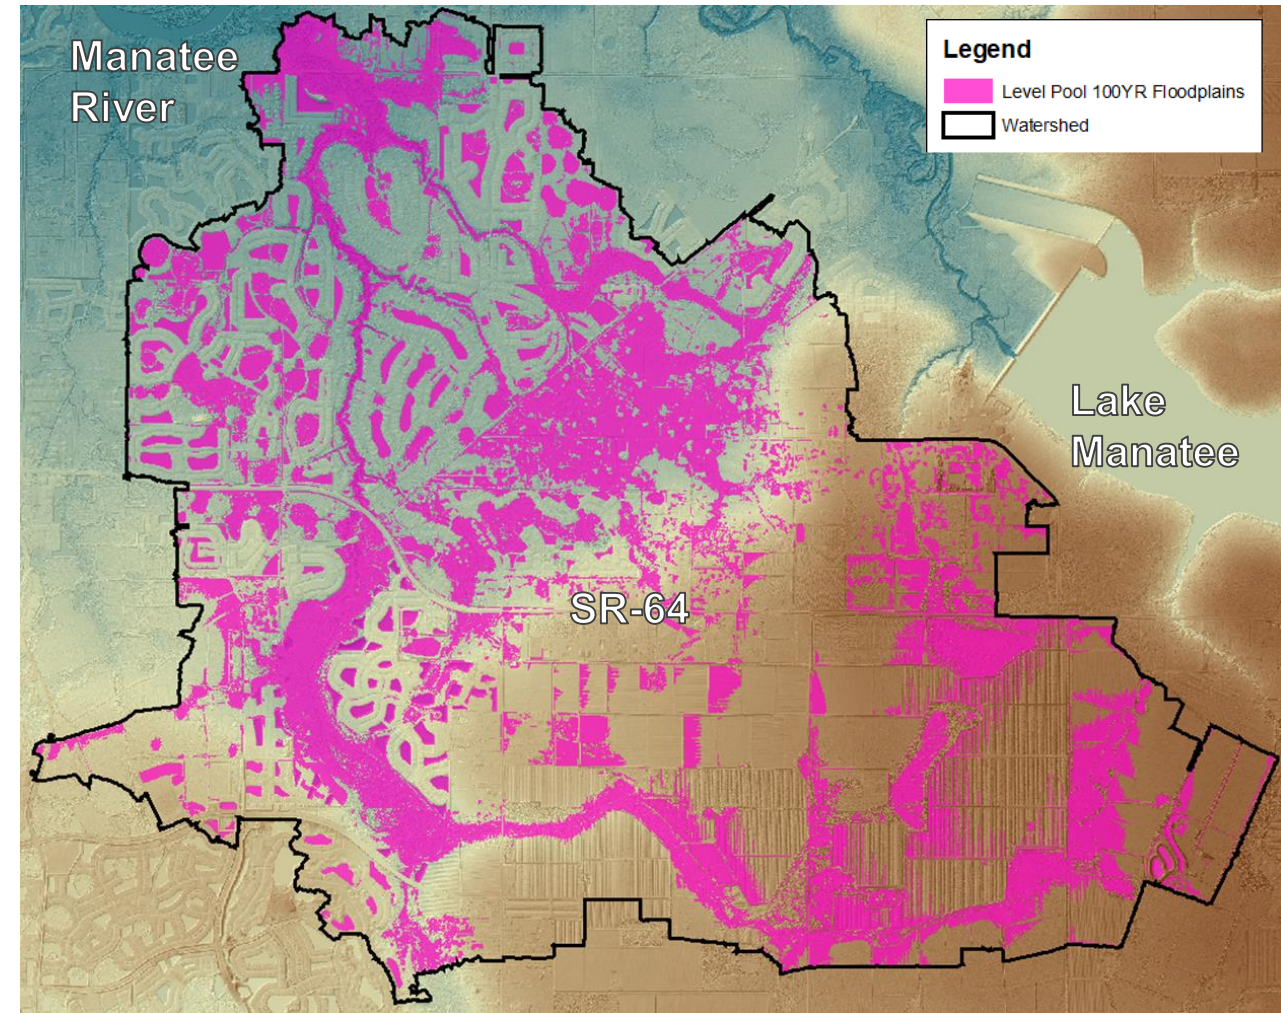 Manatee
River
Legend
Level Pool 100YR Floodplains
Watershed
Lake
Manatee
SR-64